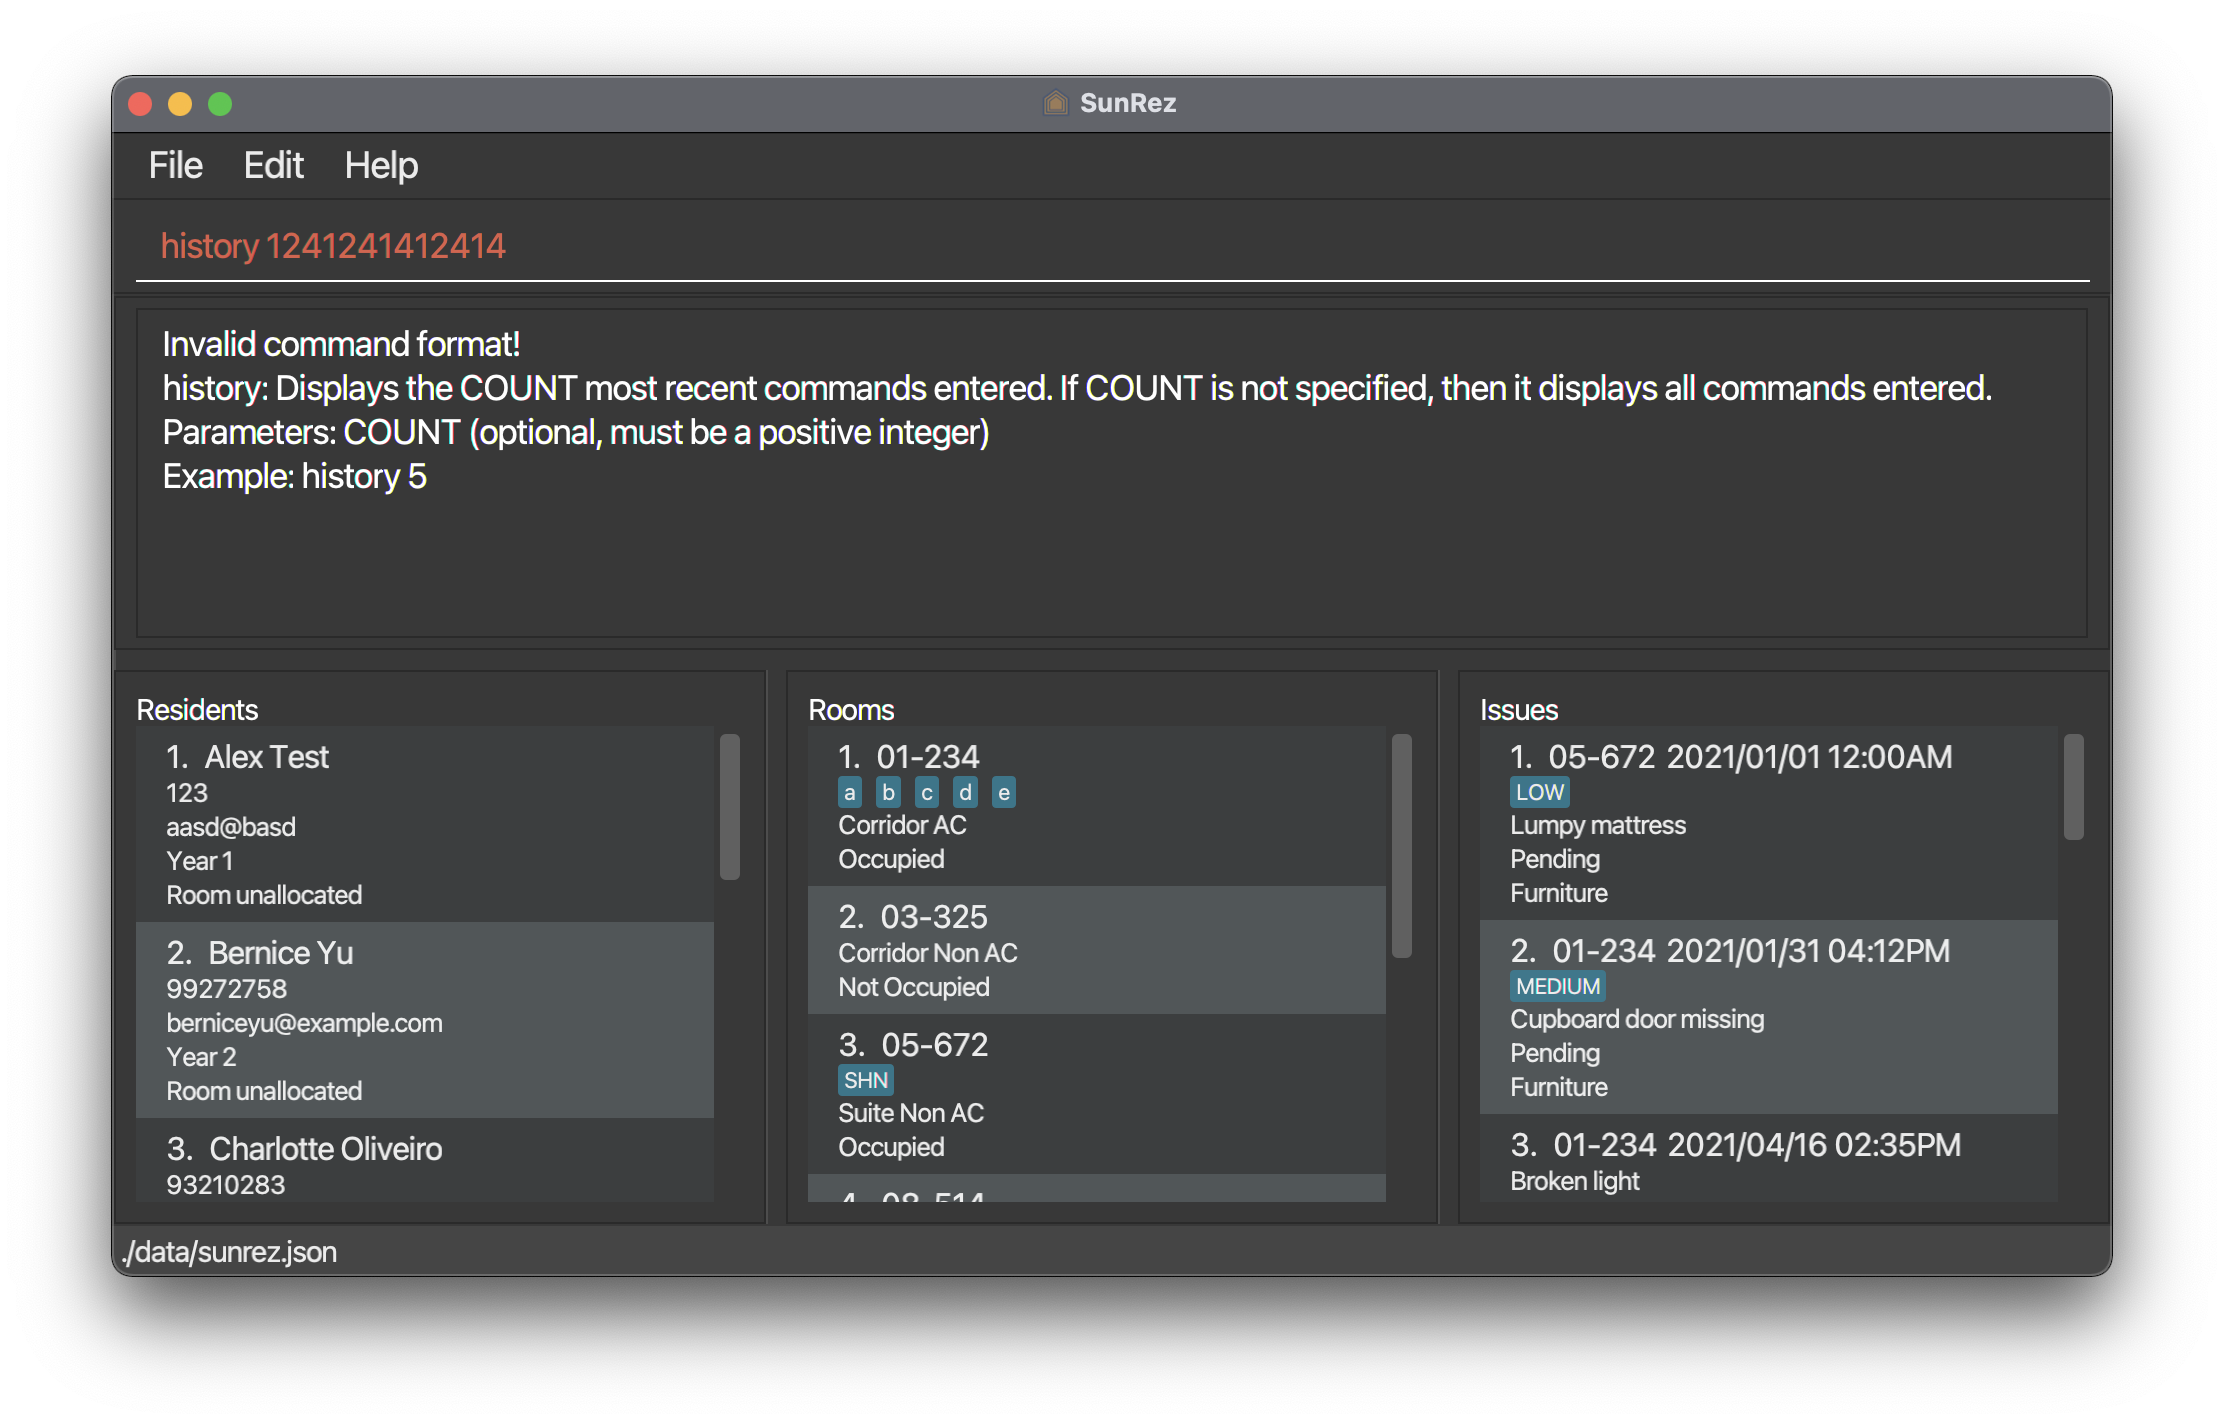 SunRez
File Edit Help
history 1241241412414
Invalid command format!
history: Displays the COUNT most recent commands entered. If COUNT is not specified, then it displays all commands entered.
Parameters: COUNT (optional, must be a positive integer)
Example: history 5
Residents
1. Alex Test
123
aasd@basd
Year 1
Room unallocated
2. Bernice Yu
99272758
berniceyu@example.com
Year 2
Room unallocated
3. Charlotte Oliveiro
93210283
Rooms
1. 01-234
a b c d e
Corridor AC
Occupied
2. 03-325
Corridor Non AC
Not Occupied
3. 05-672
SHN
Suite Non AC
Occupied
4. 08-514
Issues
1. 05-672 2021/01/01 12:00AM
LOW
Lumpy mattress
Pending
Furniture
2. 01-234 2021/01/31 04:12PM
MEDIUM
Cupboard door missing
Pending
Furniture
3. 01-234 2021/04/16 02:35PM
Broken light
./data/sunrez.json